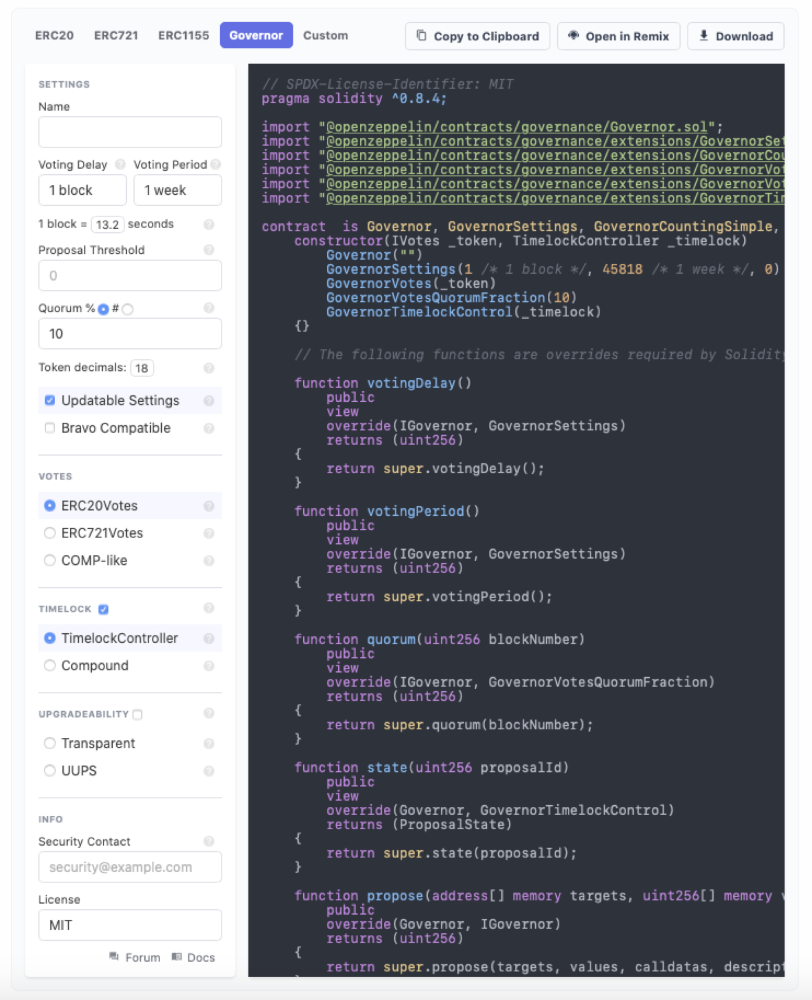 ERC20 ERC721 ERC1155 Governor Custom Copy to Clipboard Open in Remix Download
SETTINGS
Name
Voting Delay ? Voting Period ?
1 block 1 week
1 block = 13.2 seconds ?
Proposal Threshold ?
0
Quorum % # ?
10
Token decimals: 18 ?
Updatable Settings ?
Bravo Compatible ?
VOTES
ERC20Votes ?
ERC721Votes ?
COMP-like ?
TIMELOCK ?
TimelockController ?
Compound ?
UPGRADEABILITY ?
Transparent ?
UUPS ?
INFO
Security Contact ?
security@example.com
License
MIT
Forum Docs
// SPDX-License-Identifier: MIT
pragma solidity ^0.8.4;
import "@openzeppelin/contracts/governance/Governor.sol";
import "@openzeppelin/contracts/governance/extensions/GovernorSet
import "@openzeppelin/contracts/governance/extensions/GovernorCou
import "@openzeppelin/contracts/governance/extensions/GovernorVot
import "@openzeppelin/contracts/governance/extensions/GovernorVot
import "@openzeppelin/contracts/governance/extensions/GovernorTim
contract is Governor, GovernorSettings, GovernorCountingSimple,
constructor(IVotes _token, TimelockController _timelock)
Governor("")
GovernorSettings(1 /* 1 block */, 45818 /* 1 week */, 0)
GovernorVotes(_token)
GovernorVotesQuorumFraction(10)
GovernorTimelockControl(_timelock)
{}
// The following functions are overrides required by Solidity
function votingDelay()
public
view
override(IGovernor, GovernorSettings)
returns (uint256)
{
return super.votingDelay();
}
function votingPeriod()
public
view
override(IGovernor, GovernorSettings)
returns (uint256)
{
return super.votingPeriod();
}
function quorum(uint256 blockNumber)
public
view
override(IGovernor, GovernorVotesQuorumFraction)
returns (uint256)
{
return super.quorum(blockNumber);
}
function state(uint256 proposalId)
public
view
override(Governor, GovernorTimelockControl)
returns (ProposalState)
{
return super.state(proposalId);
}
function propose(address[] memory targets, uint256[] memory v
public
override(Governor, IGovernor)
returns (uint256)
{
return super.propose(targets, values, calldatas, descript
}